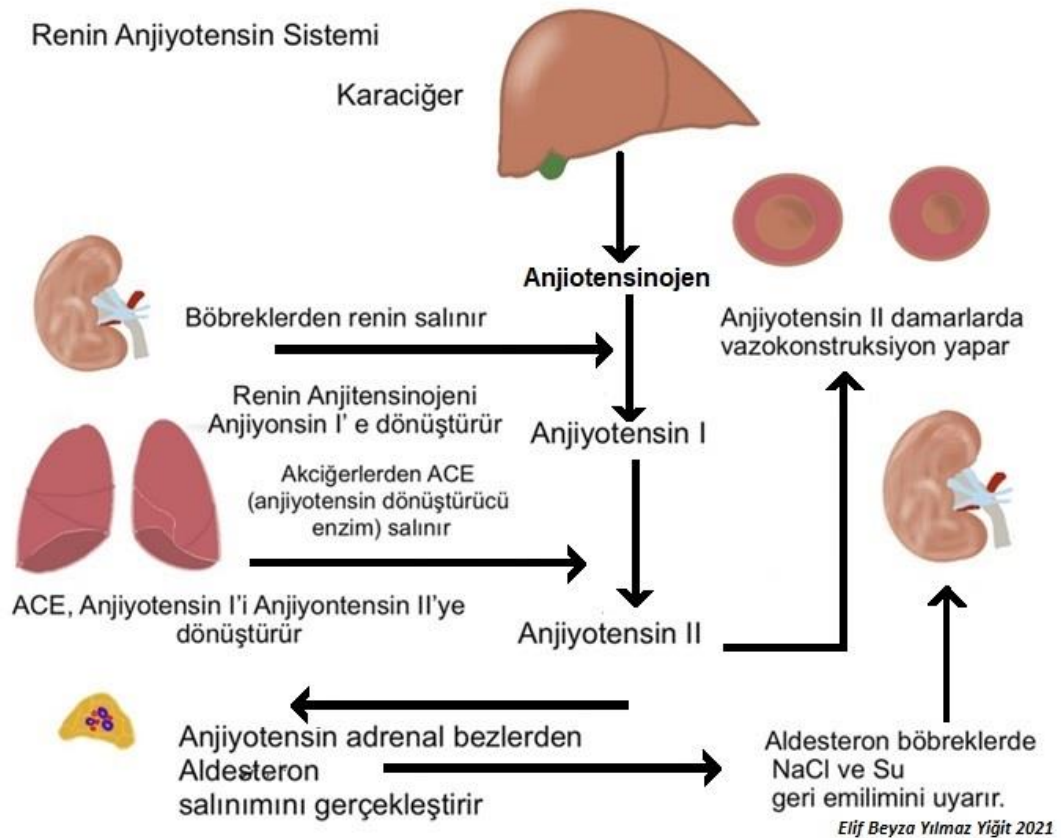 Renin Anjiyotensin Sistemi
Karaciğer
Anjiotensinojen
Böbreklerden renin salınır
Anjiyotensin II damarlarda
vazokonstruksiyon yapar
Renin Anjitensinojeni
Anjiyonsin I' e dönüştürür
Anjiyotensin I
Akciğerlerden ACE
(anjiyotensin dönüştürücü
enzim) salınır
ACE, Anjiyotensin I'i Anjiyontensin II'ye
dönüştürür
Anjiyotensin II
Anjiyotensin adrenal bezlerden
Aldesteron
salınımını gerçekleştirir
Aldesteron böbreklerde
NaCl ve Su
geri emilimini uyarır.
Elif Beyza Yılmaz Yiğit 2021